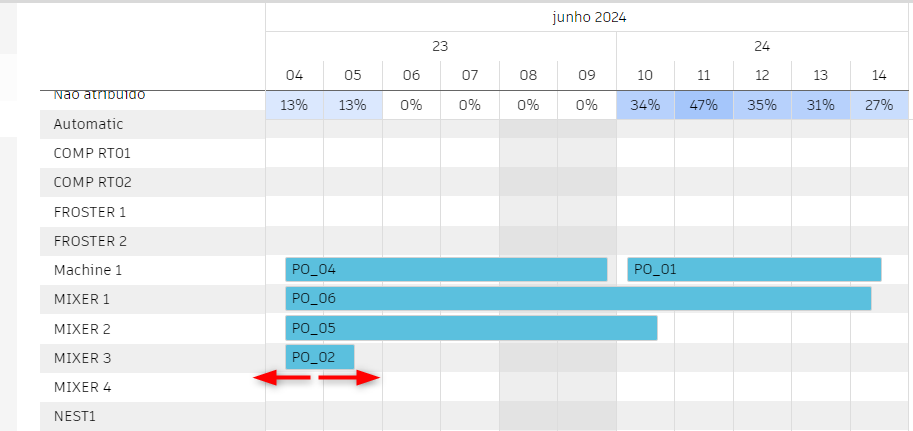 junho 2024
23 24
04 05 06 07 08 09 10 11 12 13 14
Não atribuído 13% 13% 0% 0% 0% 0% 34% 47% 35% 31% 27%
Automatic
COMP RT01
COMP RT02
FROSTER 1
FROSTER 2
Machine 1 PO_04 PO_01
MIXER 1 PO_06
MIXER 2 PO_05
MIXER 3 PO_02
MIXER 4
NEST1